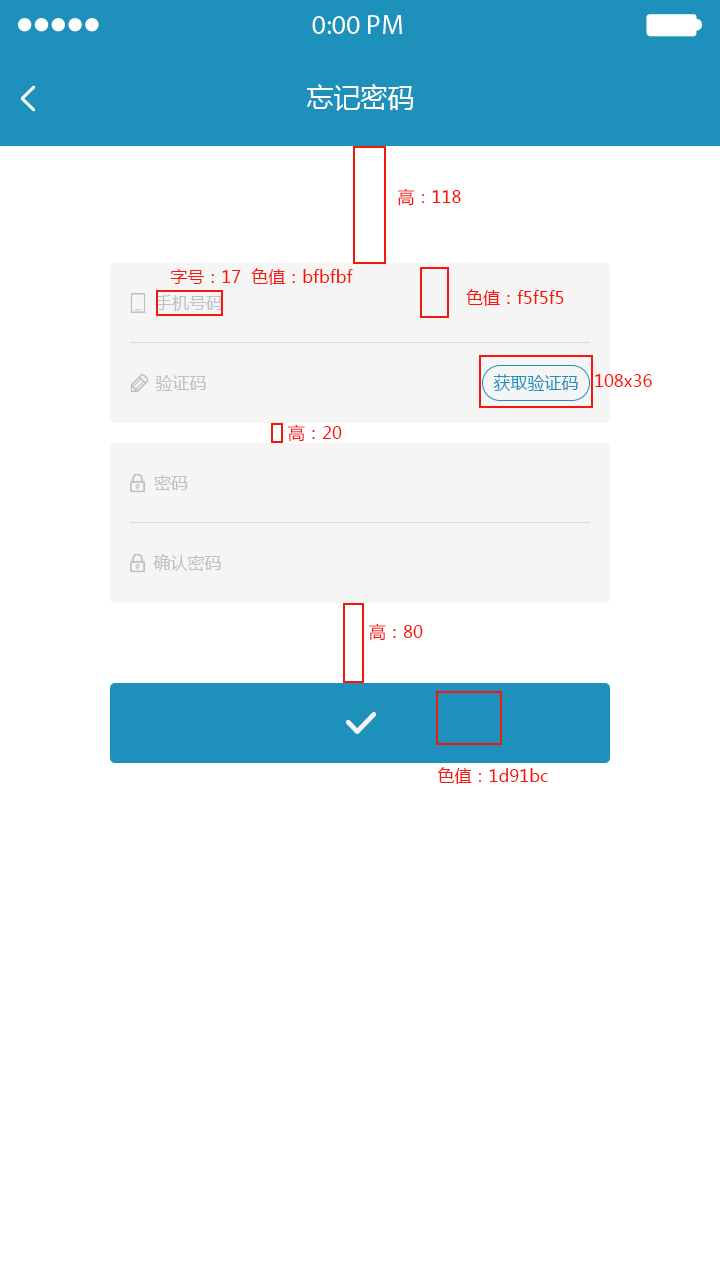 0:00 PM
忘记密码
高：118
字号：17 色值：bfbfbf
手机号码
色值：f5f5f5
验证码
获取验证码
108x36
高：20
密码
确认密码
高：80
色值：1d91bc